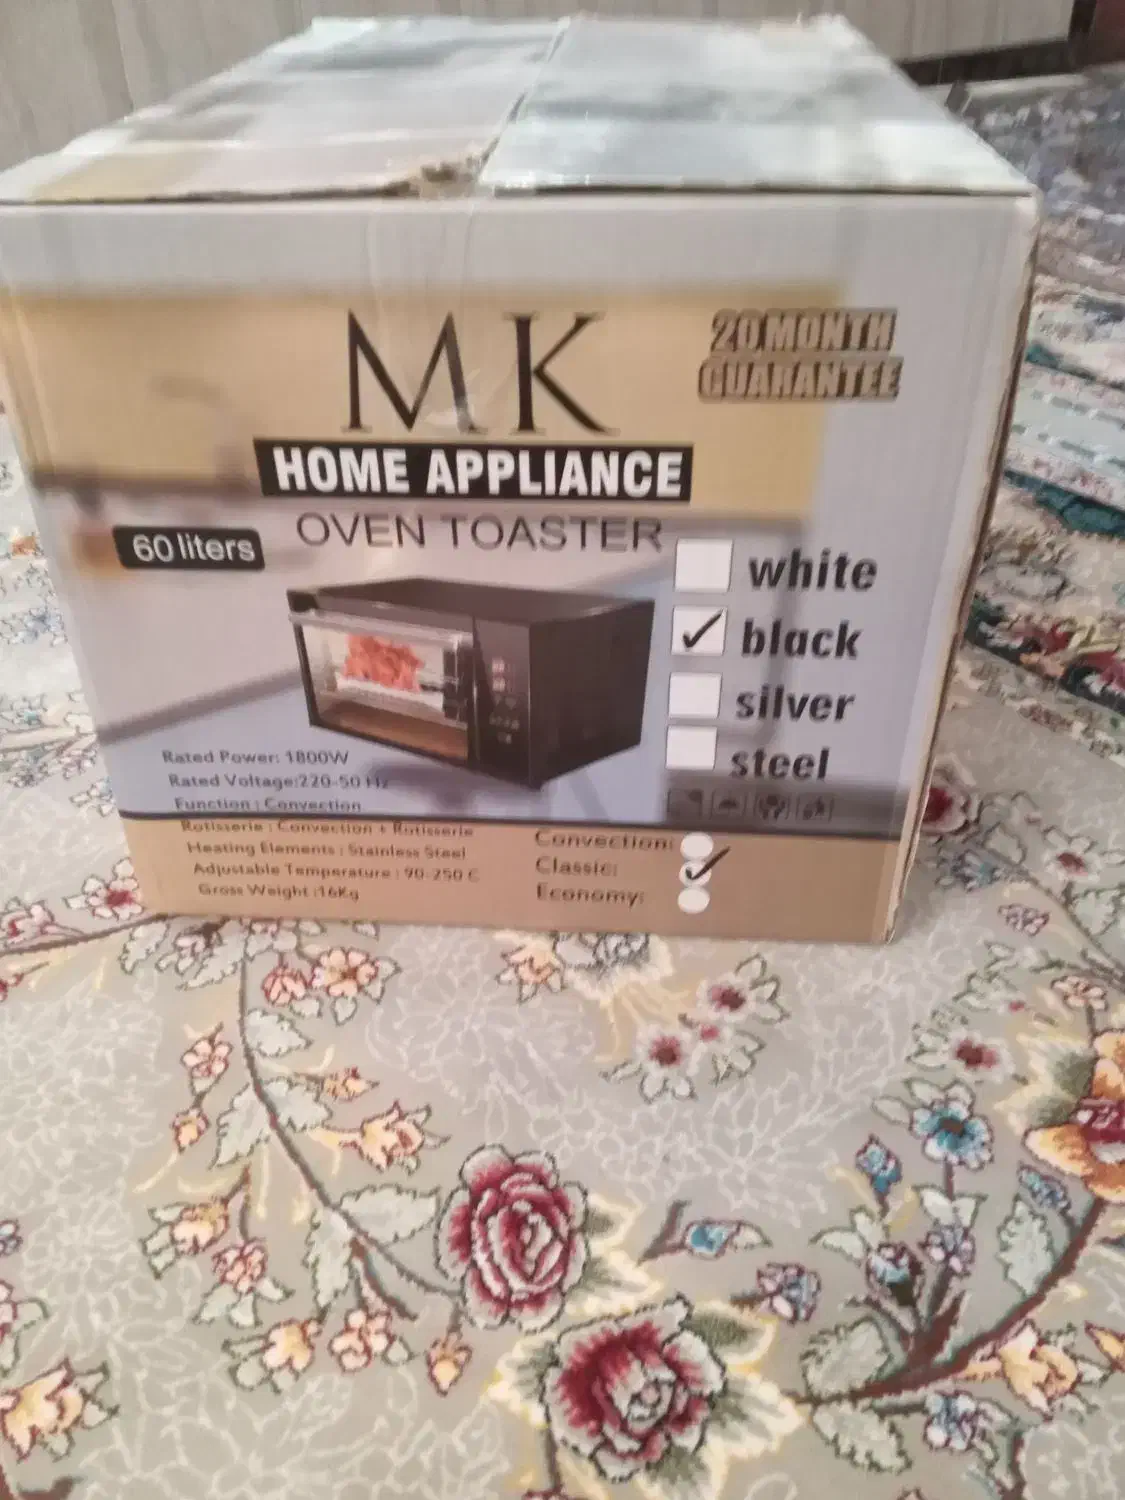 MK
20 MONTH
GUARANTEE
HOME APPLIANCE
OVEN TOASTER
60 liters
white
black
silver
steel
Rated Power: 1800W
Rated Voltage:220-50 Hz
Function : Convection
Rotisserie : Convection + Rotisserie
Heating Elements : Stainless Steel
Adjustable Temperature : 90-250 C
Gross Weight :16Kg
Convection:
Classic:
Economy: